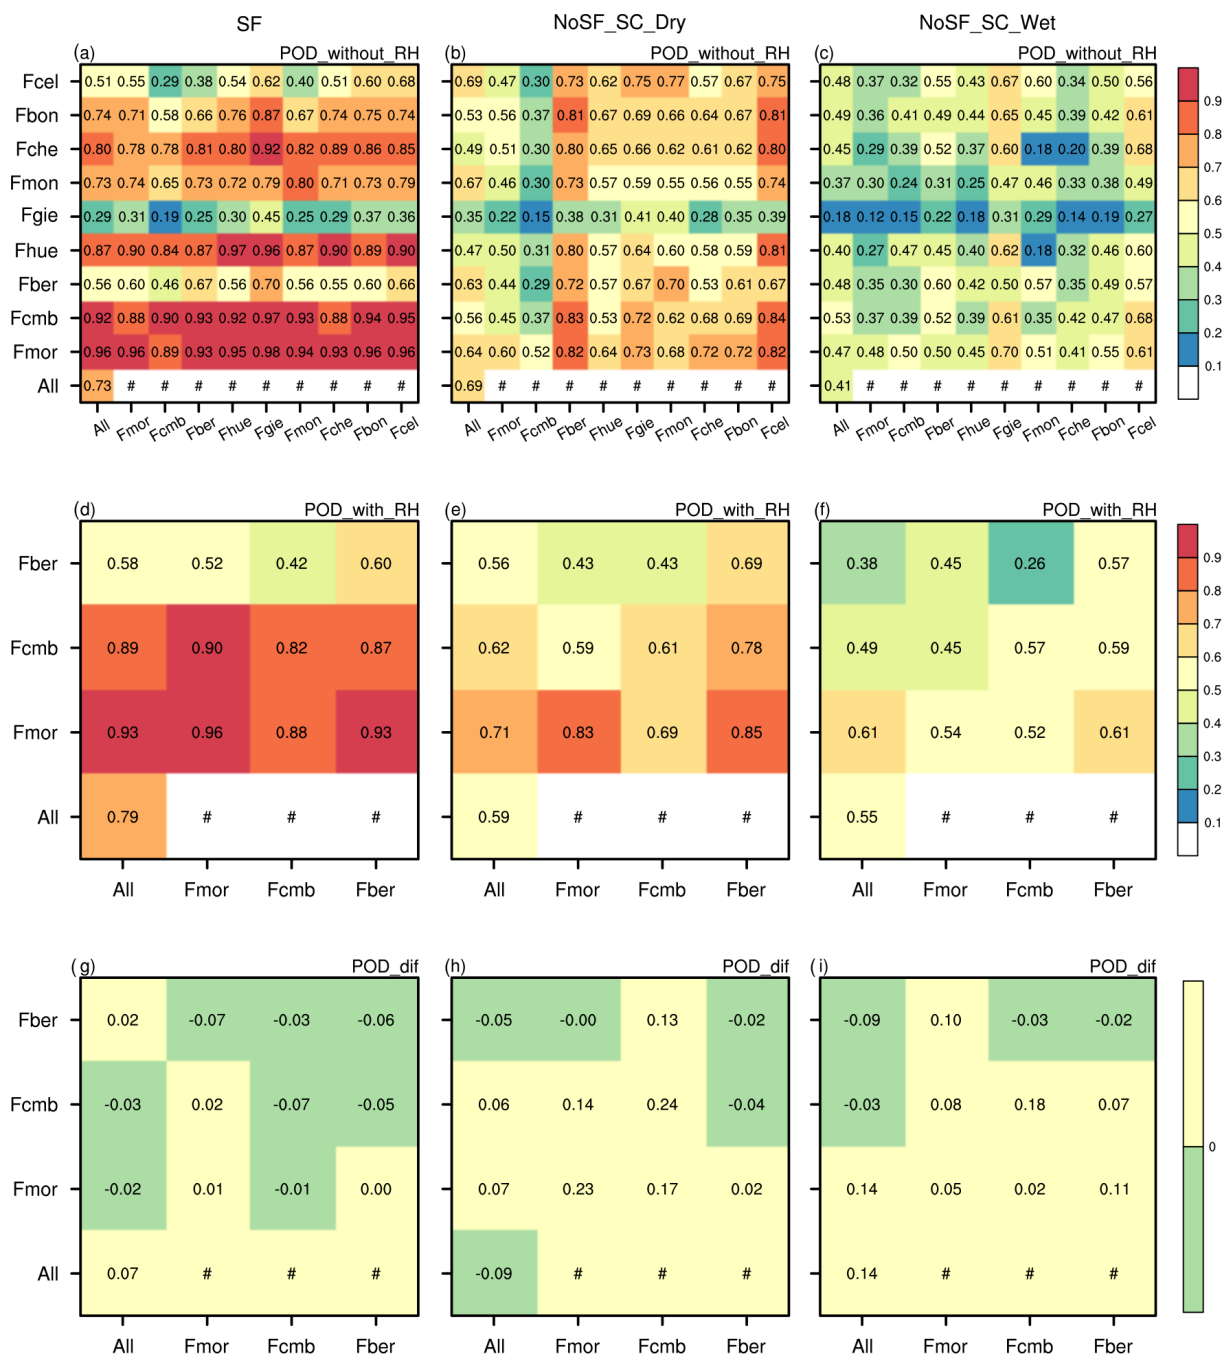 SF NoSF_SC_Dry NoSF_SC_Wet
(a) POD_without_RH (b) POD_without_RH (c) POD_without_RH
Fcel 0.51 0.55 0.29 0.38 0.54 0.62 0.40 0.51 0.60 0.68 0.69 0.47 0.30 0.73 0.62 0.75 0.77 0.57 0.67 0.75 0.48 0.37 0.32 0.55 0.43 0.67 0.60 0.34 0.50 0.56
Fbon 0.74 0.71 0.58 0.66 0.76 0.87 0.67 0.74 0.75 0.74 0.53 0.56 0.37 0.81 0.67 0.69 0.66 0.64 0.67 0.81 0.49 0.36 0.41 0.49 0.44 0.65 0.45 0.39 0.42 0.61
Fche 0.80 0.78 0.78 0.81 0.80 0.92 0.82 0.89 0.86 0.85 0.49 0.51 0.30 0.80 0.65 0.66 0.62 0.61 0.62 0.80 0.45 0.29 0.39 0.52 0.37 0.60 0.18 0.20 0.39 0.68
Fmon 0.73 0.74 0.65 0.73 0.72 0.79 0.80 0.71 0.73 0.79 0.67 0.46 0.30 0.73 0.57 0.59 0.55 0.56 0.55 0.74 0.37 0.30 0.24 0.31 0.25 0.47 0.46 0.33 0.38 0.49
Fgie 0.29 0.31 0.19 0.25 0.30 0.45 0.25 0.29 0.37 0.36 0.35 0.22 0.15 0.38 0.31 0.41 0.40 0.28 0.35 0.39 0.18 0.12 0.15 0.22 0.18 0.31 0.29 0.14 0.19 0.27
Fhue 0.87 0.90 0.84 0.87 0.97 0.96 0.87 0.90 0.89 0.90 0.47 0.50 0.31 0.80 0.57 0.64 0.60 0.58 0.59 0.81 0.40 0.27 0.47 0.45 0.40 0.62 0.18 0.32 0.46 0.60
Fber 0.56 0.60 0.46 0.67 0.56 0.70 0.56 0.55 0.60 0.66 0.63 0.44 0.29 0.72 0.57 0.67 0.70 0.53 0.61 0.67 0.48 0.35 0.30 0.60 0.42 0.50 0.57 0.35 0.49 0.57
Fcmb 0.92 0.88 0.90 0.93 0.92 0.97 0.93 0.88 0.94 0.95 0.56 0.45 0.37 0.83 0.53 0.72 0.62 0.68 0.69 0.84 0.53 0.37 0.39 0.52 0.39 0.61 0.35 0.42 0.47 0.68
Fmor 0.96 0.96 0.89 0.93 0.95 0.98 0.94 0.93 0.96 0.96 0.64 0.60 0.52 0.82 0.64 0.73 0.68 0.72 0.72 0.82 0.47 0.48 0.50 0.50 0.45 0.70 0.51 0.41 0.55 0.61
All 0.73 # # # # # # # # # 0.69 # # # # # # # # # 0.41 # # # # # # # # #
All Fmor Fcmb Fber Fhue Fgie Fmon Fche Fbon Fcel All Fmor Fcmb Fber Fhue Fgie Fmon Fche Fbon Fcel All Fmor Fcmb Fber Fhue Fgie Fmon Fche Fbon Fcel
0.9
0.8
0.7
0.6
0.5
0.4
0.3
0.2
0.1
(d) POD_with_RH (e) POD_with_RH (f) POD_with_RH
Fber 0.58 0.52 0.42 0.60 0.56 0.43 0.43 0.69 0.38 0.45 0.26 0.57
Fcmb 0.89 0.90 0.82 0.87 0.62 0.59 0.61 0.78 0.49 0.45 0.57 0.59
Fmor 0.93 0.96 0.88 0.93 0.71 0.83 0.69 0.85 0.61 0.54 0.52 0.61
All 0.79 # # # 0.59 # # # 0.55 # # #
All Fmor Fcmb Fber All Fmor Fcmb Fber All Fmor Fcmb Fber
0.9
0.8
0.7
0.6
0.5
0.4
0.3
0.2
0.1
(g) POD_dif (h) POD_dif (i) POD_dif
Fber 0.02 -0.07 -0.03 -0.06 -0.05 -0.00 0.13 -0.02 -0.09 0.10 -0.03 -0.02
Fcmb -0.03 0.02 -0.07 -0.05 0.06 0.14 0.24 -0.04 -0.03 0.08 0.18 0.07
Fmor -0.02 0.01 -0.01 0.00 0.07 0.23 0.17 0.02 0.14 0.05 0.02 0.11
All 0.07 # # # -0.09 # # # 0.14 # # #
All Fmor Fcmb Fber All Fmor Fcmb Fber All Fmor Fcmb Fber
0